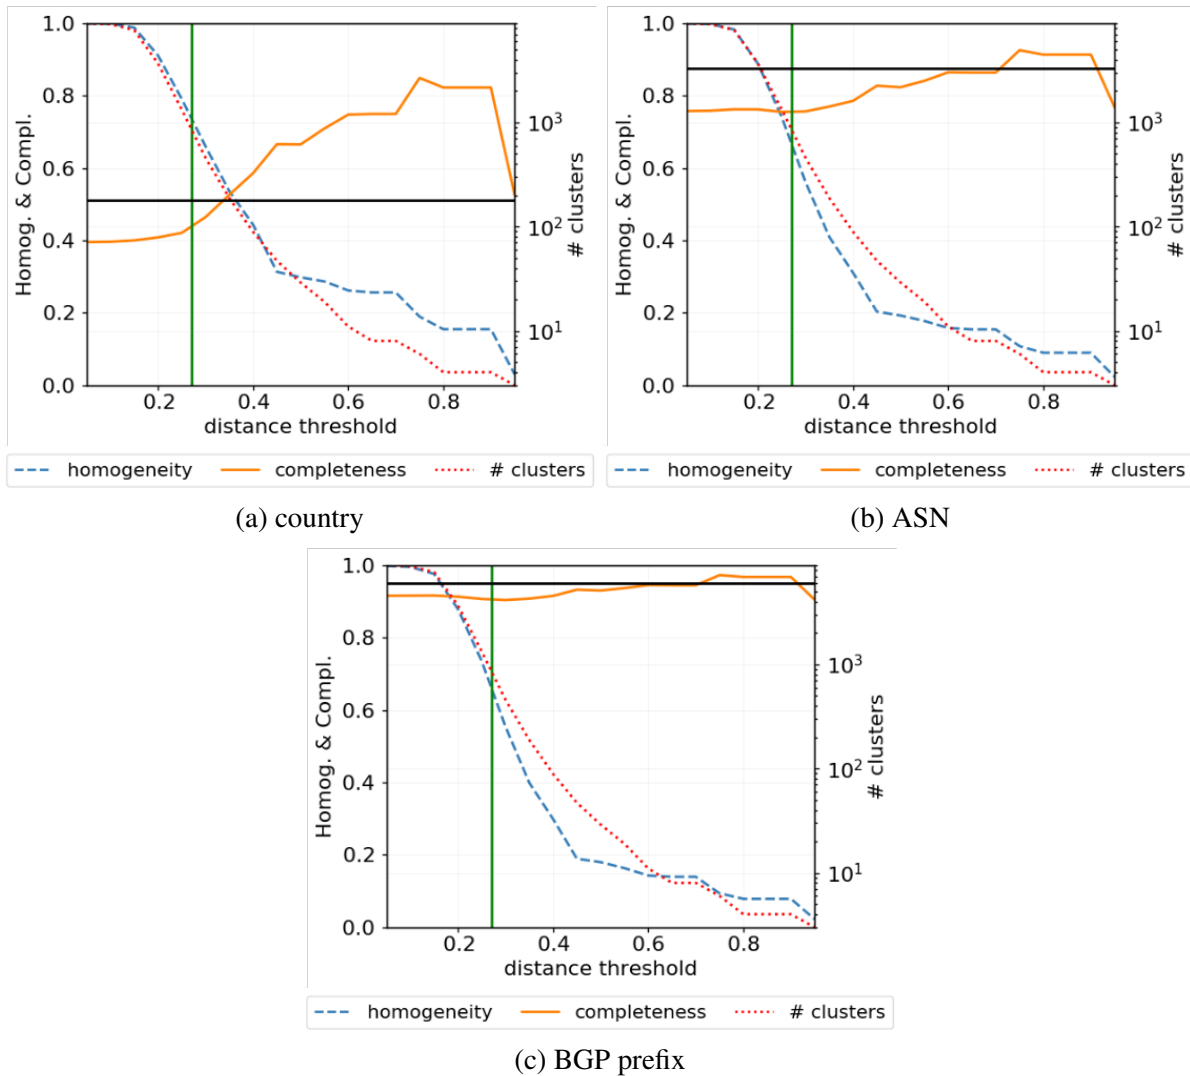 1.0
0.8
0.6
0.4
0.2
0.0
Homog. & Compl.
10³
10²
10¹
# clusters
0.2 0.4 0.6 0.8
distance threshold
homogeneity completeness # clusters
(a) country
1.0
0.8
0.6
0.4
0.2
0.0
Homog. & Compl.
10³
10²
10¹
# clusters
0.2 0.4 0.6 0.8
distance threshold
homogeneity completeness # clusters
(b) ASN
1.0
0.8
0.6
0.4
0.2
0.0
Homog. & Compl.
10³
10²
10¹
# clusters
0.2 0.4 0.6 0.8
distance threshold
homogeneity completeness # clusters
(c) BGP prefix